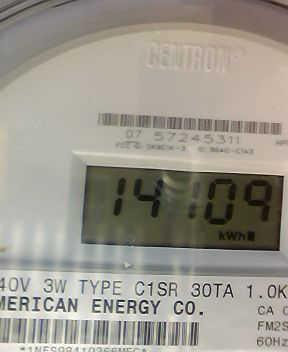 CENTRON®
07 57245311
14109
kWh
40V 3W TYPE C1SR 30TA 1.0K
MERICAN ENERGY CO.
CA
FM2S
60Hz